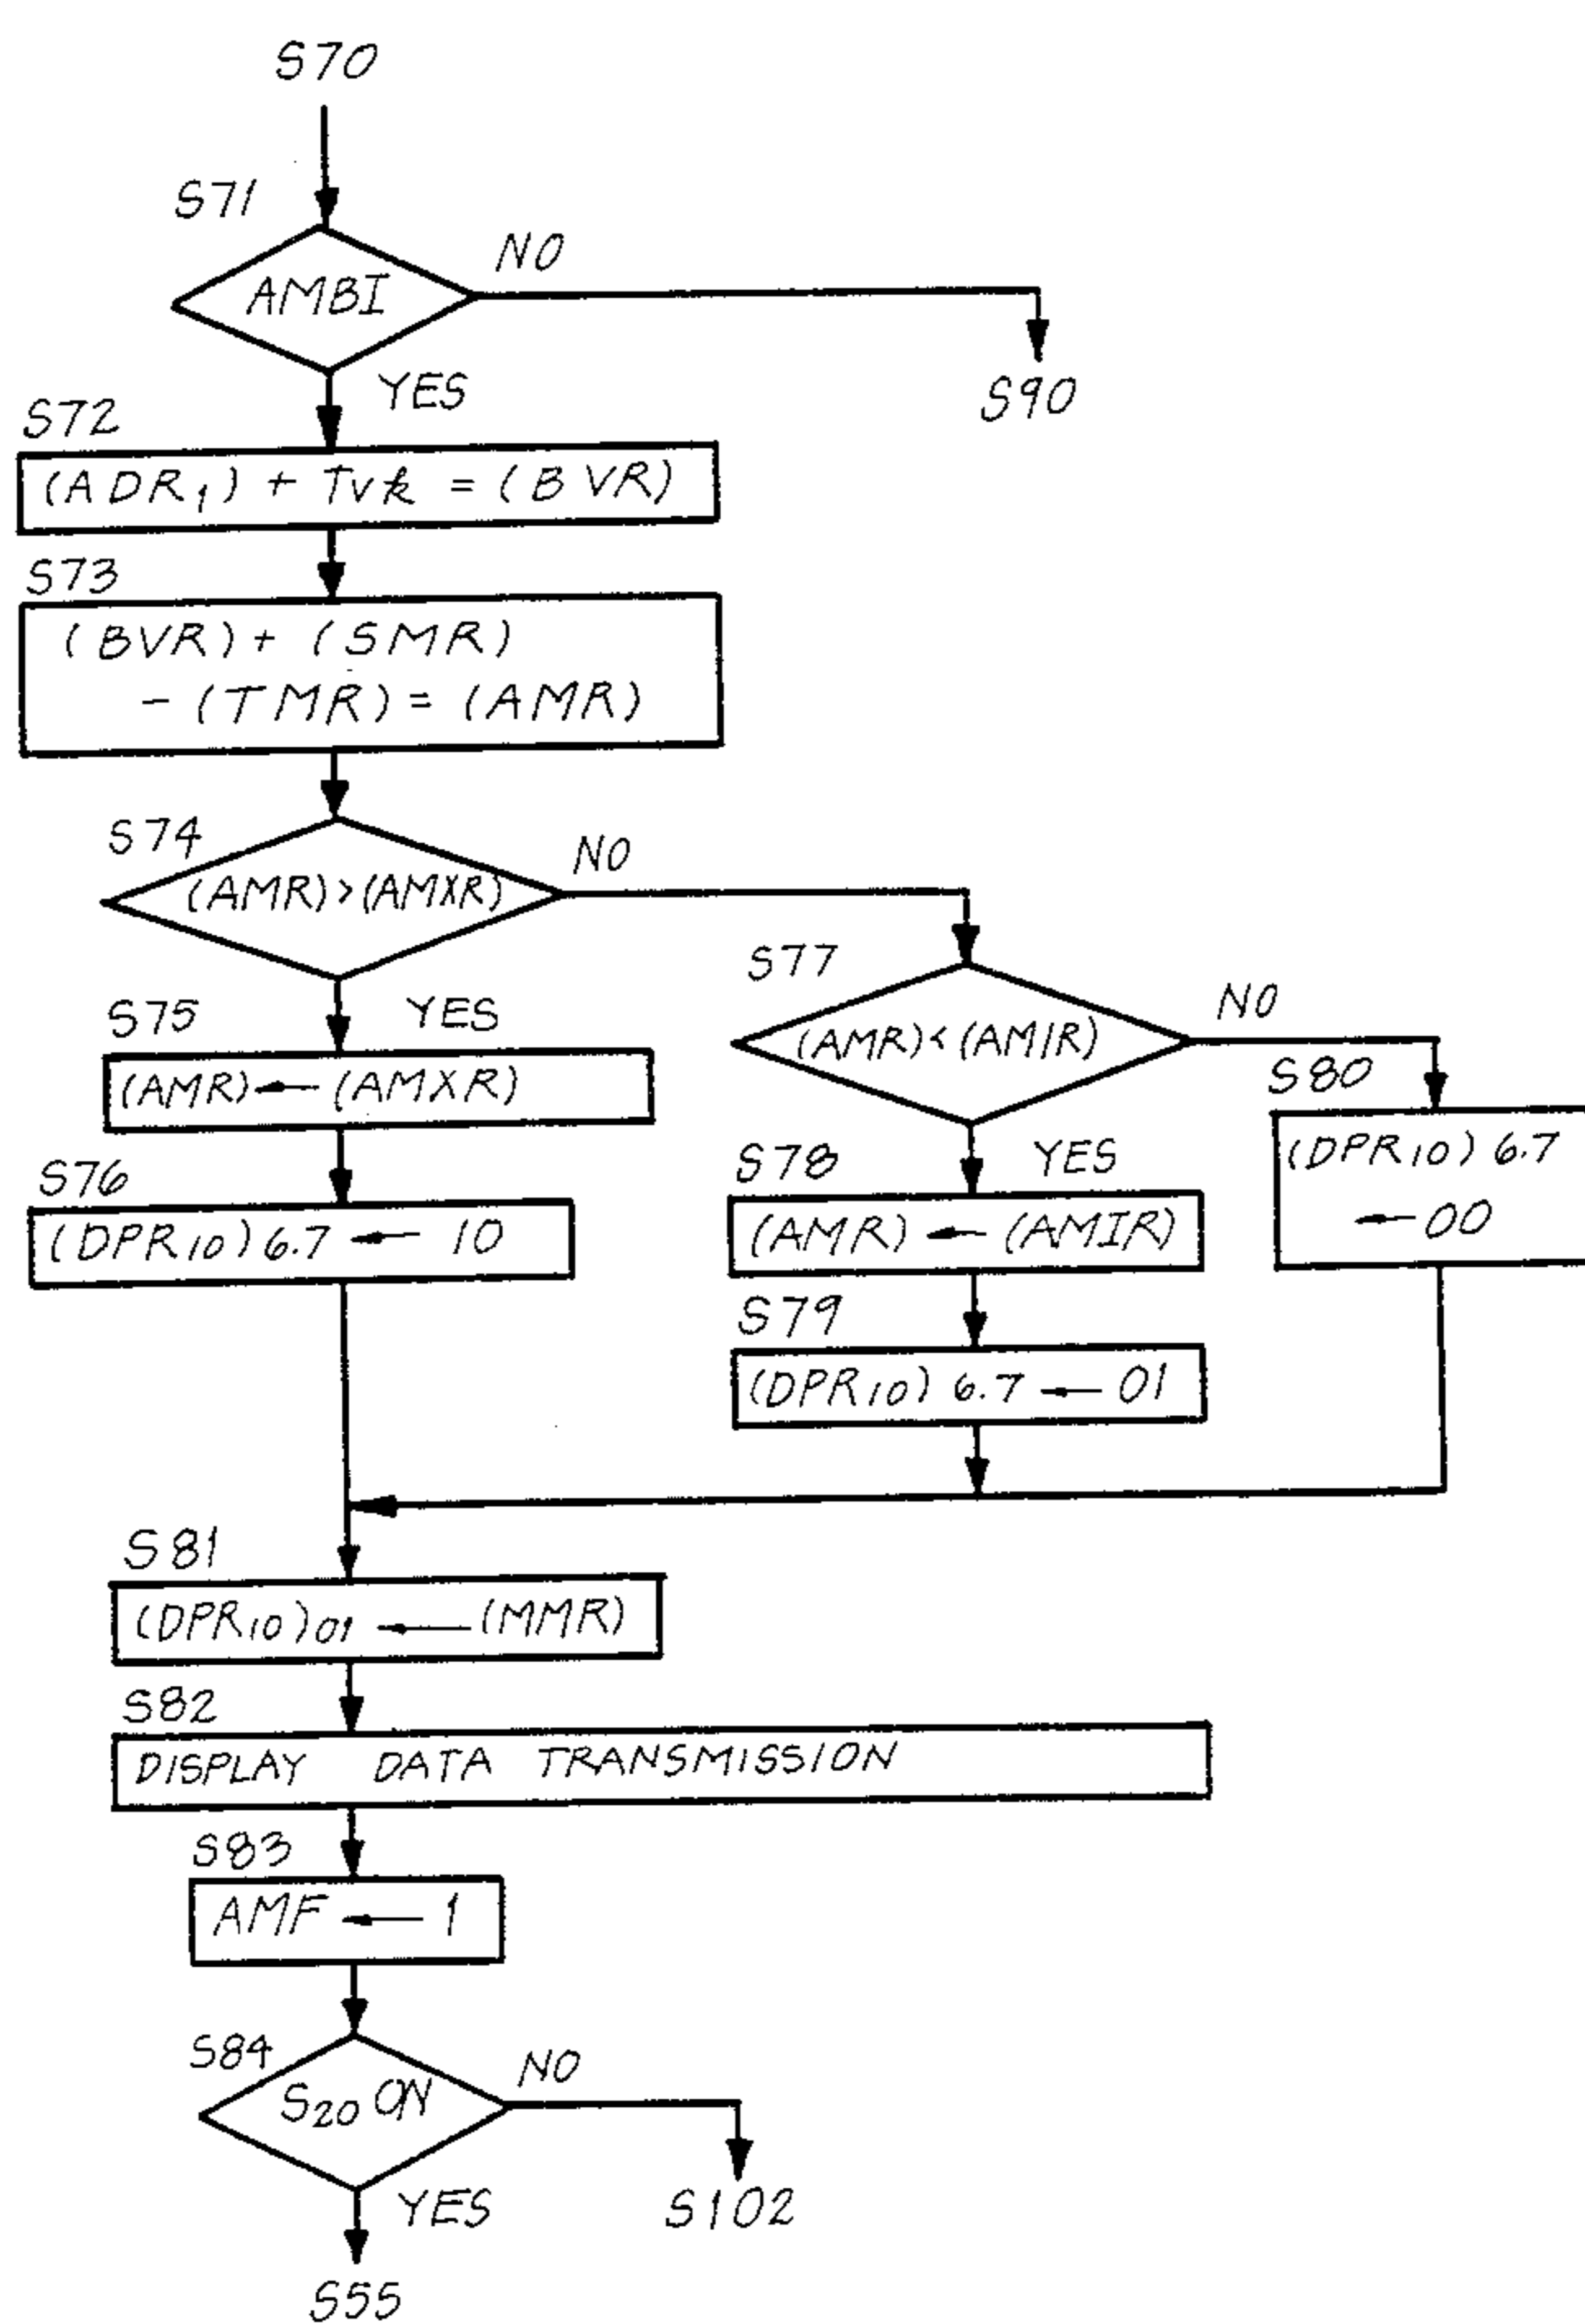 S70
S71
AMBI
NO
S90
YES
S72
(ADR1) + Tvk = (BVR)
S73
(BVR) + (SMR)
- (TMR) = (AMR)
S74
(AMR) > (AMXR)
NO
S75
YES
(AMR) ← (AMXR)
S76
(DPR10) 6.7 ← 10
S77
(AMR) < (AMIR)
NO
S78
YES
(AMR) ← (AMIR)
S79
(DPR10) 6.7 ← 01
S80
(DPR10) 6.7
← 00
S81
(DPR10)01 ← (MMR)
S82
DISPLAY DATA TRANSMISSION
S83
AMF ← 1
S84
S20 ON
NO
S102
YES
S55